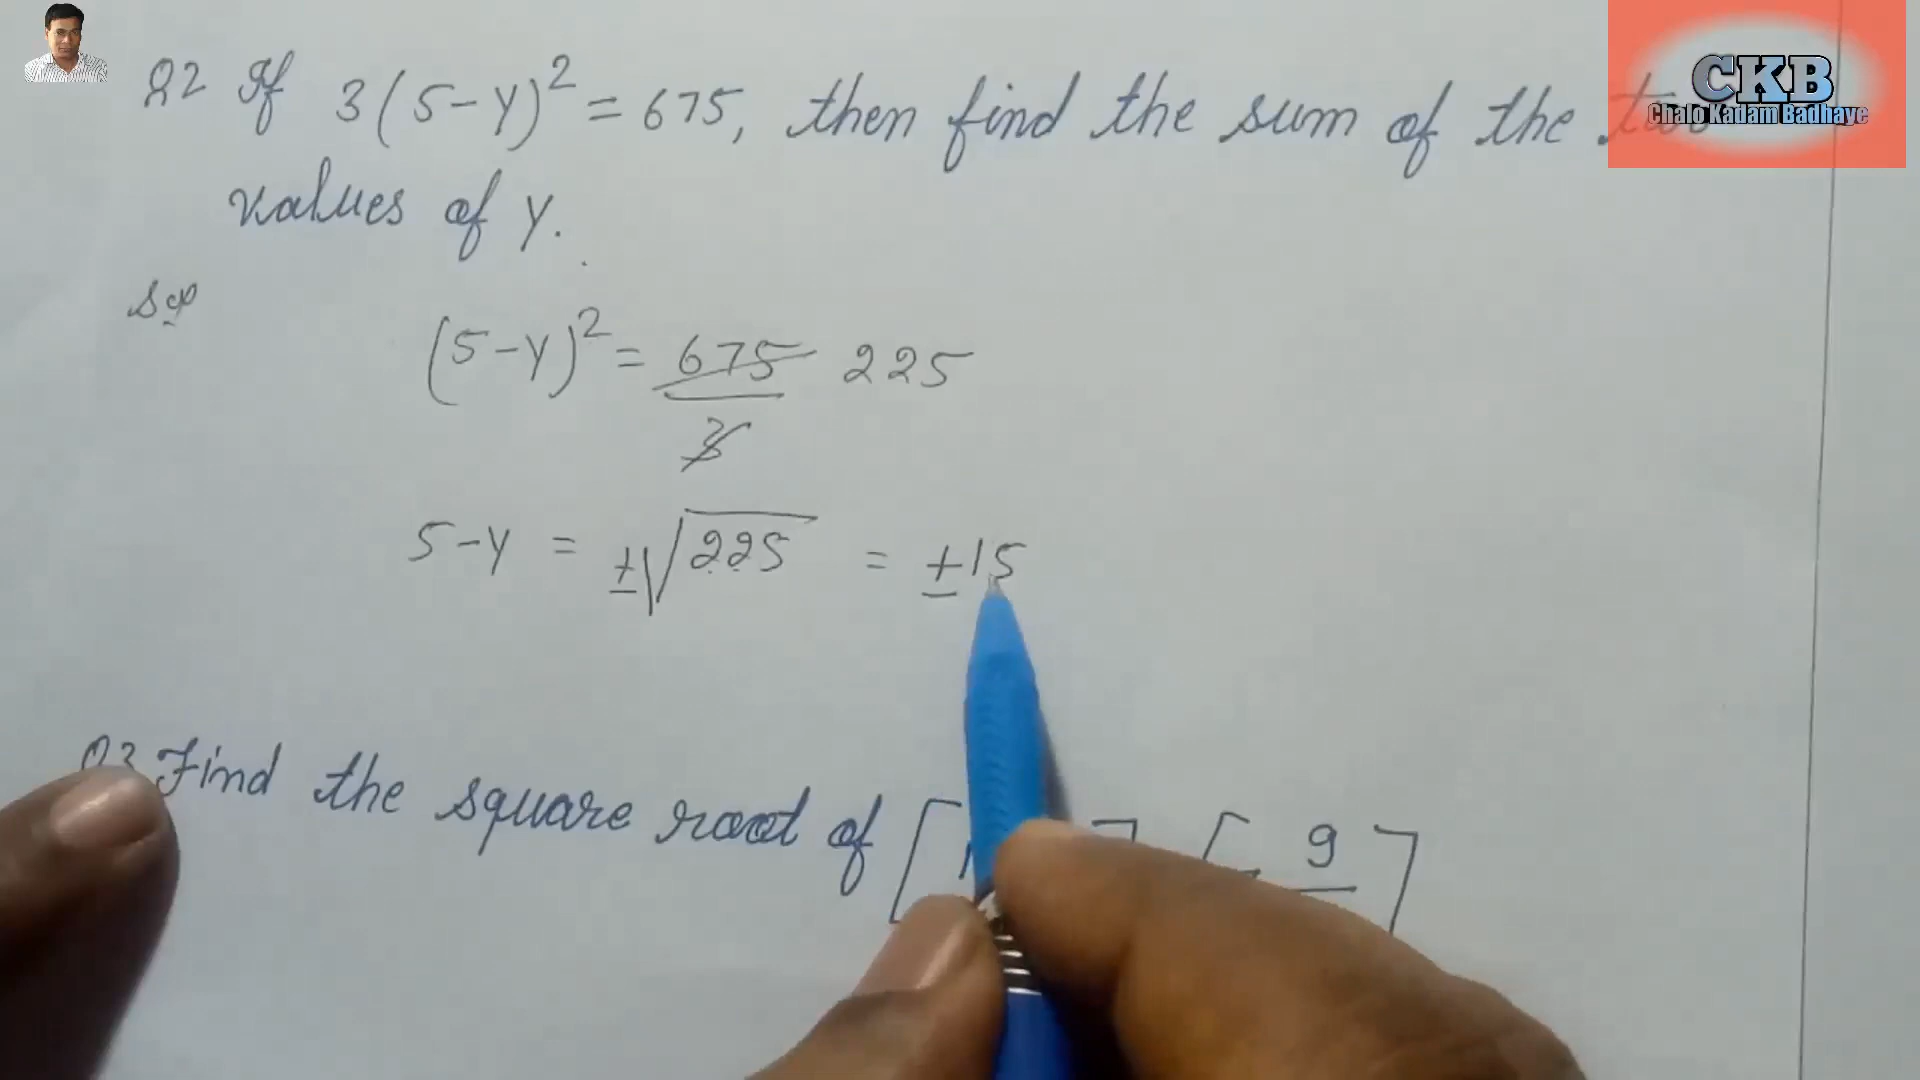 Q2 If 3(5-y)² = 675, then find the sum of the two
values of y.
CKB
Chalo Kadam Badhaye
Sol
(5-y)² = 675/3 225
5-y = ±√225 = ±15
Q3 Find the square root of [ ] [ 9 ]